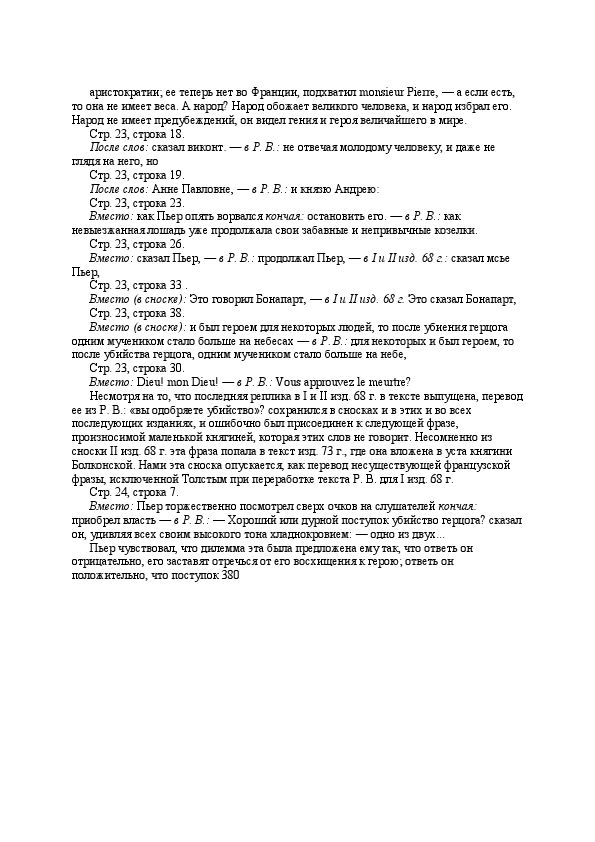 аристократии; ее теперь нет во Франции, подхватил monsieur Pierre, — а если есть,
то она не имеет веса. А народ? Народ обожает великого человека, и народ избрал его.
Народ не имеет предубеждений, он видел гения и героя величайшего в мире.
Стр. 23, строка 18.
После слов: сказал виконт. — в Р. В.: не отвечая молодому человеку, и даже не
глядя на него, но
Стр. 23, строка 19.
После слов: Анне Павловне, — в Р. В.: и князю Андрею:
Стр. 23, строка 23.
Вместо: как Пьер опять ворвался кончая: остановить его. — в Р. В.: как
невыезжанная лошадь уже продолжала свои забавные и непривычные козелки.
Стр. 23, строка 26.
Вместо: сказал Пьер, — в Р. В.: продолжал Пьер, — в I и II изд. 68 г.: сказал мсье
Пьер,
Стр. 23, строка 33 .
Вместо (в сноске): Это говорил Бонапарт, — в I и II изд. 68 г. Это сказал Бонапарт,
Стр. 23, строка 38.
Вместо (в сноске): и был героем для некоторых людей, то после убиения герцога
одним мучеником стало больше на небесах — в Р. В.: для некоторых и был героем, то
после убийства герцога, одним мучеником стало больше на небе,
Стр. 23, строка 30.
Вместо: Dieu! mon Dieu! — в Р. В.: Vous approuvez le meurtre?
Несмотря на то, что последняя реплика в I и II изд. 68 г. в тексте выпущена, перевод
ее из Р. В.: «вы одобряете убийство»? сохранился в сносках и в этих и во всех
последующих изданиях, и ошибочно был присоединен к следующей фразе,
произносимой маленькой княгиней, которая этих слов не говорит. Несомненно из
сноски II изд. 68 г. эта фраза попала в текст изд. 73 г., где она вложена в уста княгини
Болконской. Нами эта сноска опускается, как перевод несуществующей французской
фразы, исключенной Толстым при переработке текста Р. В. для I изд. 68 г.
Стр. 24, строка 7.
Вместо: Пьер торжественно посмотрел сверх очков на слушателей кончая:
приобрел власть — в Р. В.: — Хороший или дурной поступок убийство герцога? сказал
он, удивляя всех своим высокого тона хладнокровием: — одно из двух...
Пьер чувствовал, что дилемма эта была предложена ему так, что ответь он
отрицательно, его заставят отречься от его восхищения к герою; ответь он
положительно, что поступок 380